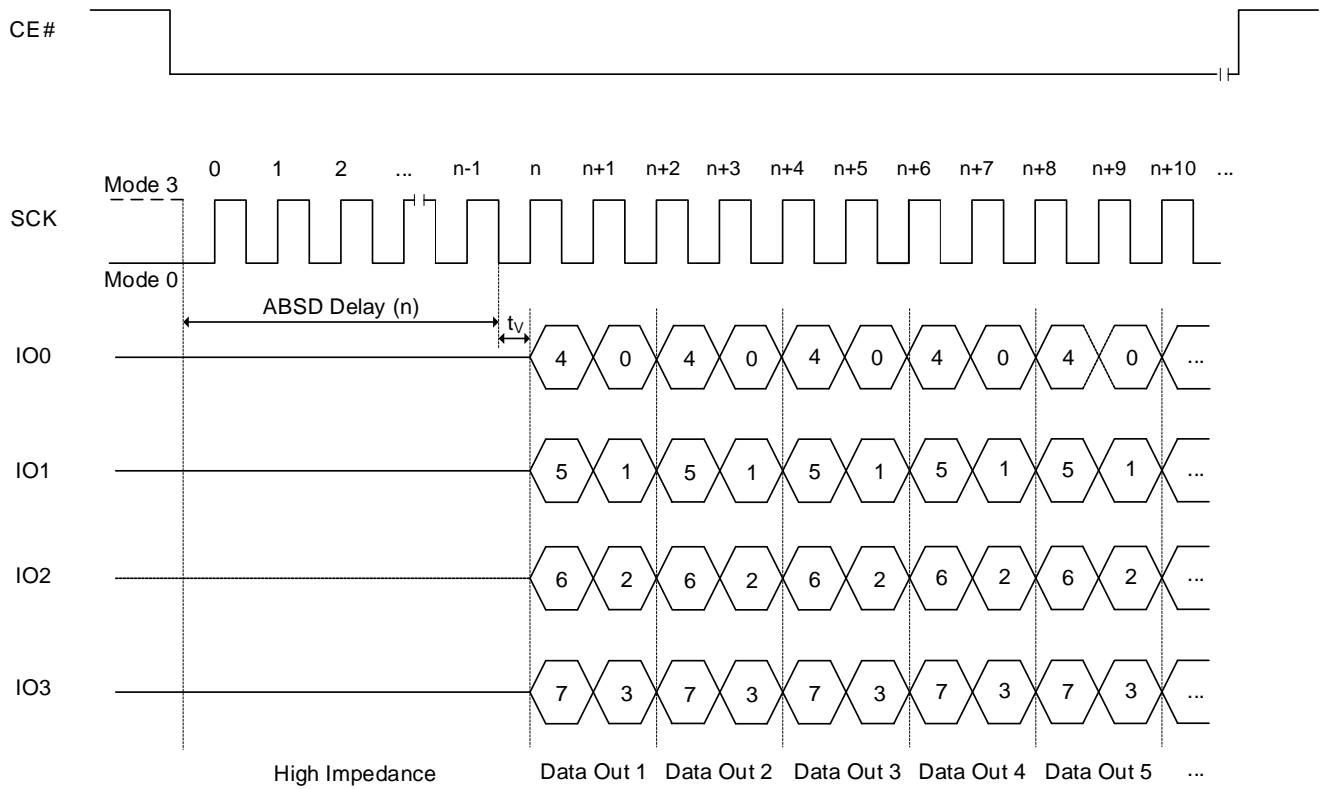 CE#
0 1 2 ... n-1 n n+1 n+2 n+3 n+4 n+5 n+6 n+7 n+8 n+9 n+10 ...
Mode 3
SCK
Mode 0
ABSD Delay (n)
tV
IO0 4 0 4 0 4 0 4 0 4 0 ...
IO1 5 1 5 1 5 1 5 1 5 1 ...
IO2 6 2 6 2 6 2 6 2 6 2 ...
IO3 7 3 7 3 7 3 7 3 7 3 ...
High Impedance Data Out 1 Data Out 2 Data Out 3 Data Out 4 Data Out 5 ...